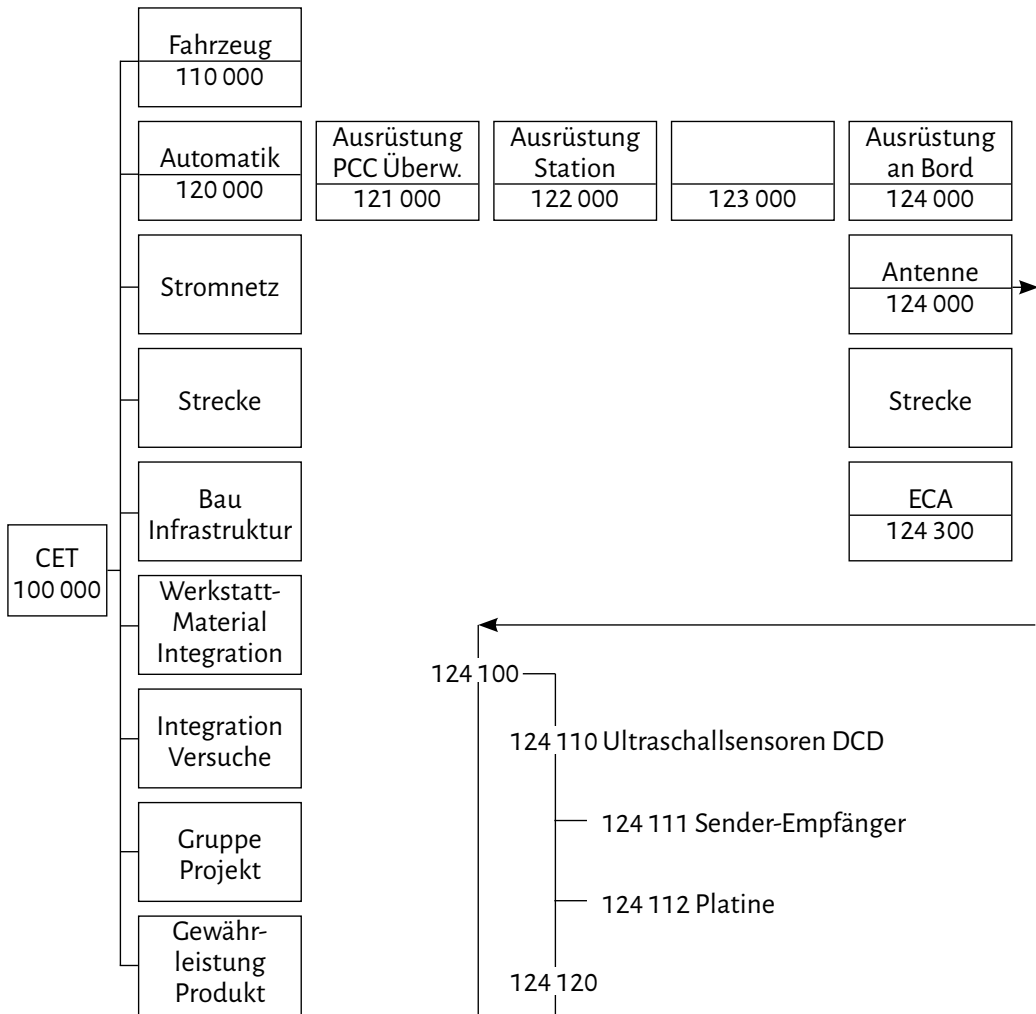 Fahrzeug
110 000
Automatik
120 000
Ausrüstung
PCC Überw.
121 000
Ausrüstung
Station
122 000
123 000
Ausrüstung
an Bord
124 000
Stromnetz
Antenne
124 000
Strecke
Strecke
Bau
Infrastruktur
ECA
124 300
CET
100 000
Werkstatt-
Material
Integration
124 100
Integration
Versuche
124 110 Ultraschallsensoren DCD
Gruppe
Projekt
124 111 Sender-Empfänger
124 112 Platine
Gewähr-
leistung
Produkt
124 120